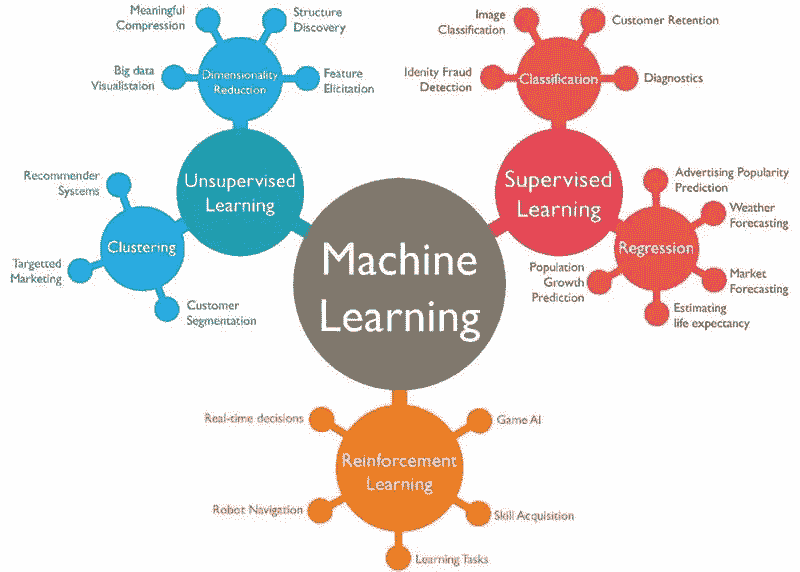 Meaningful
Compression
Structure
Discovery
Big data
Visualistaion
Dimensionality
Reduction
Feature
Elicitation
Recommender
Systems
Unsupervised
Learning
Targetted
Marketing
Clustering
Customer
Segmentation
Machine
Learning
Image
Classification
Customer Retention
Idenity Fraud
Detection
Classification
Diagnostics
Supervised
Learning
Advertising Popularity
Prediction
Weather
Forecasting
Regression
Population
Growth
Prediction
Market
Forecasting
Estimating
life expectancy
Real-time decisions
Game AI
Reinforcement
Learning
Robot Navigation
Skill Acquisition
Learning Tasks